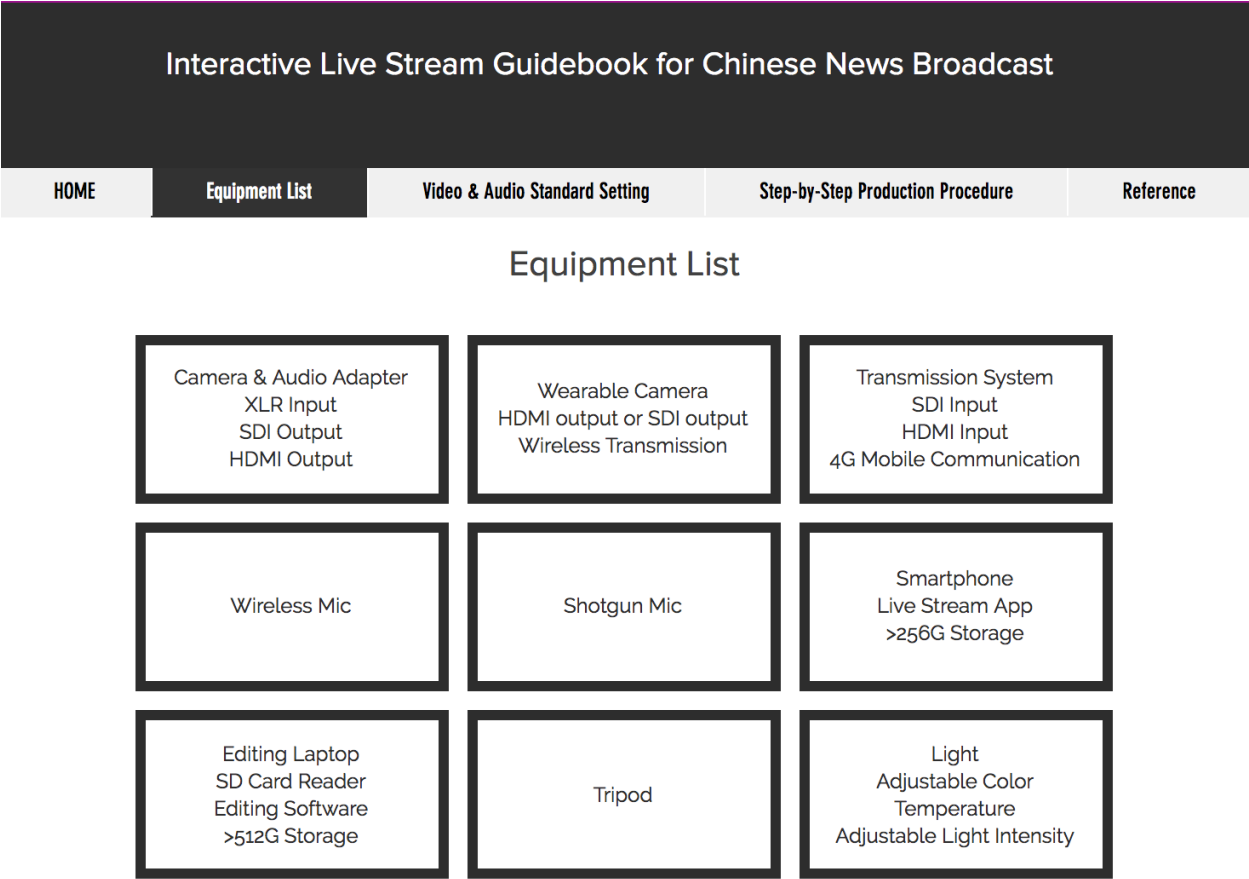 Interactive Live Stream Guidebook for Chinese News Broadcast
HOME
Equipment List
Video & Audio Standard Setting
Step-by-Step Production Procedure
Reference
Equipment List
Camera & Audio Adapter
XLR Input
SDI Output
HDMI Output
Wearable Camera
HDMI output or SDI output
Wireless Transmission
Transmission System
SDI Input
HDMI Input
4G Mobile Communication
Wireless Mic
Shotgun Mic
Smartphone
Live Stream App
>256G Storage
Editing Laptop
SD Card Reader
Editing Software
>512G Storage
Tripod
Light
Adjustable Color
Temperature
Adjustable Light Intensity